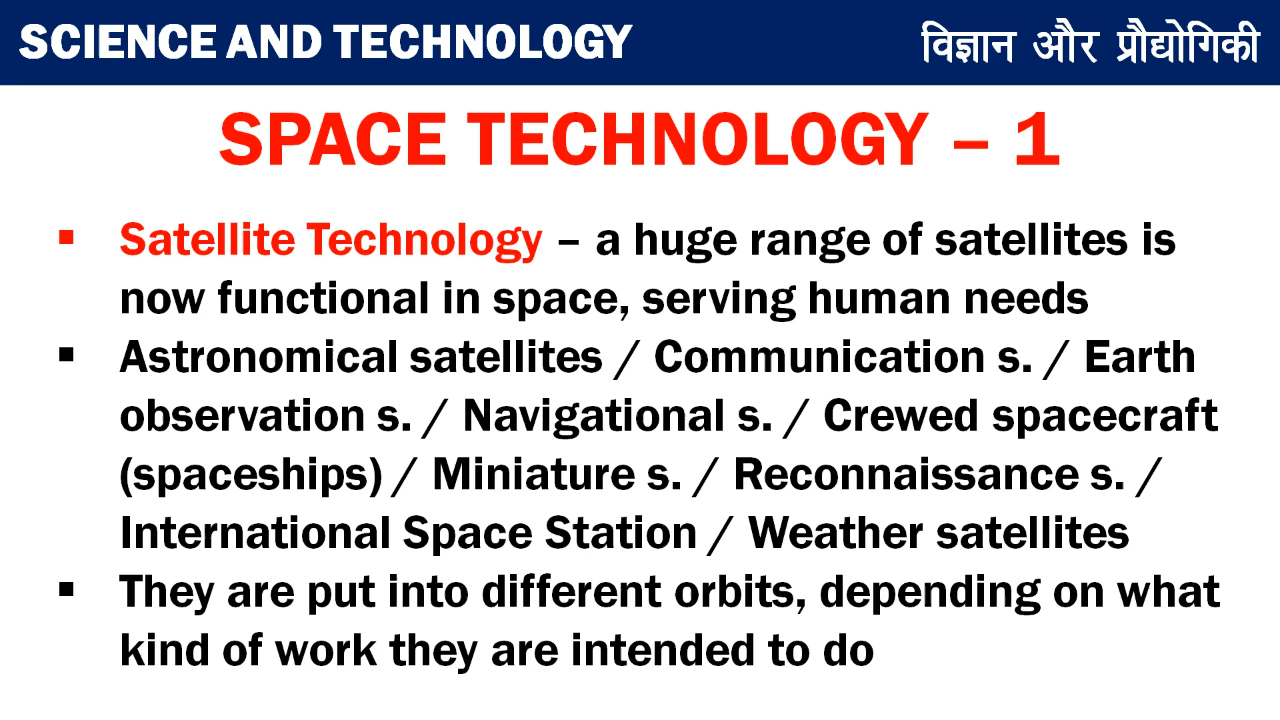 SCIENCE AND TECHNOLOGY
विज्ञान और प्रौद्योगिकी
SPACE TECHNOLOGY – 1
▪ Satellite Technology – a huge range of satellites is
now functional in space, serving human needs
▪ Astronomical satellites / Communication s. / Earth
observation s. / Navigational s. / Crewed spacecraft
(spaceships) / Miniature s. / Reconnaissance s. /
International Space Station / Weather satellites
▪ They are put into different orbits, depending on what
kind of work they are intended to do